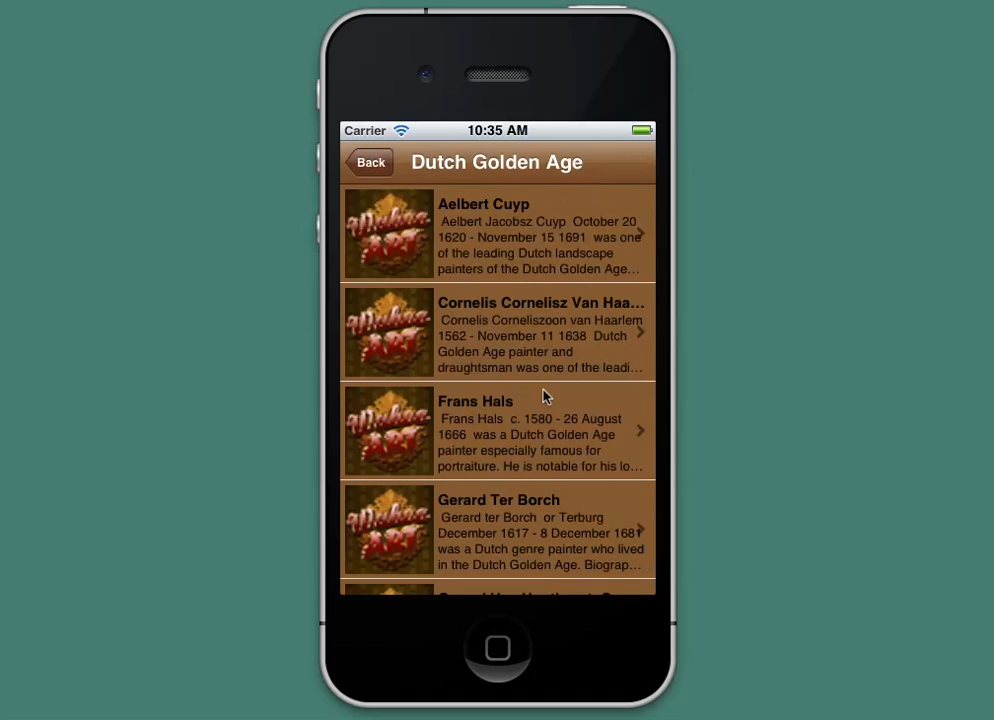 Carrier 10:35 AM
Back Dutch Golden Age
Aelbert Cuyp
Aelbert Jacobsz Cuyp October 20
1620 - November 15 1691 was one
of the leading Dutch landscape
painters of the Dutch Golden Age...
Cornelis Cornelisz Van Haa...
Cornelis Corneliszoon van Haarlem
1562 - November 11 1638 Dutch
Golden Age painter and
draughtsman was one of the leadi...
Frans Hals
Frans Hals c. 1580 - 26 August
1666 was a Dutch Golden Age
painter especially famous for
portraiture. He is notable for his lo...
Gerard Ter Borch
Gerard ter Borch or Terburg
December 1617 - 8 December 1681
was a Dutch genre painter who lived
in the Dutch Golden Age. Biograp...